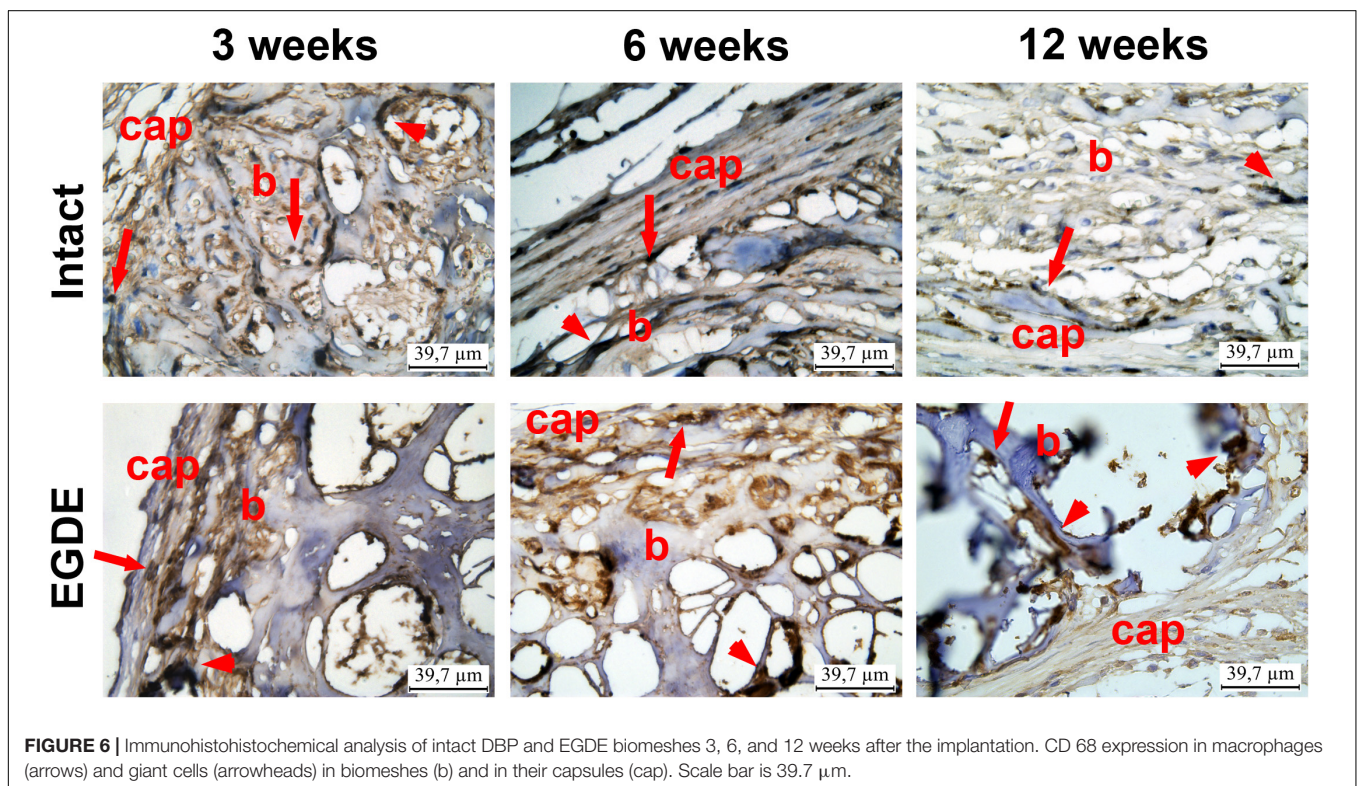 3 weeks 6 weeks 12 weeks
Intact
cap
b
39,7 µm
cap
b
39,7 µm
b
cap
39,7 µm
EGDE
cap
b
39,7 µm
cap
b
39,7 µm
b
cap
39,7 µm
FIGURE 6 | Immunohistohistochemical analysis of intact DBP and EGDE biomeshes 3, 6, and 12 weeks after the implantation. CD 68 expression in macrophages
(arrows) and giant cells (arrowheads) in biomeshes (b) and in their capsules (cap). Scale bar is 39.7 µm.